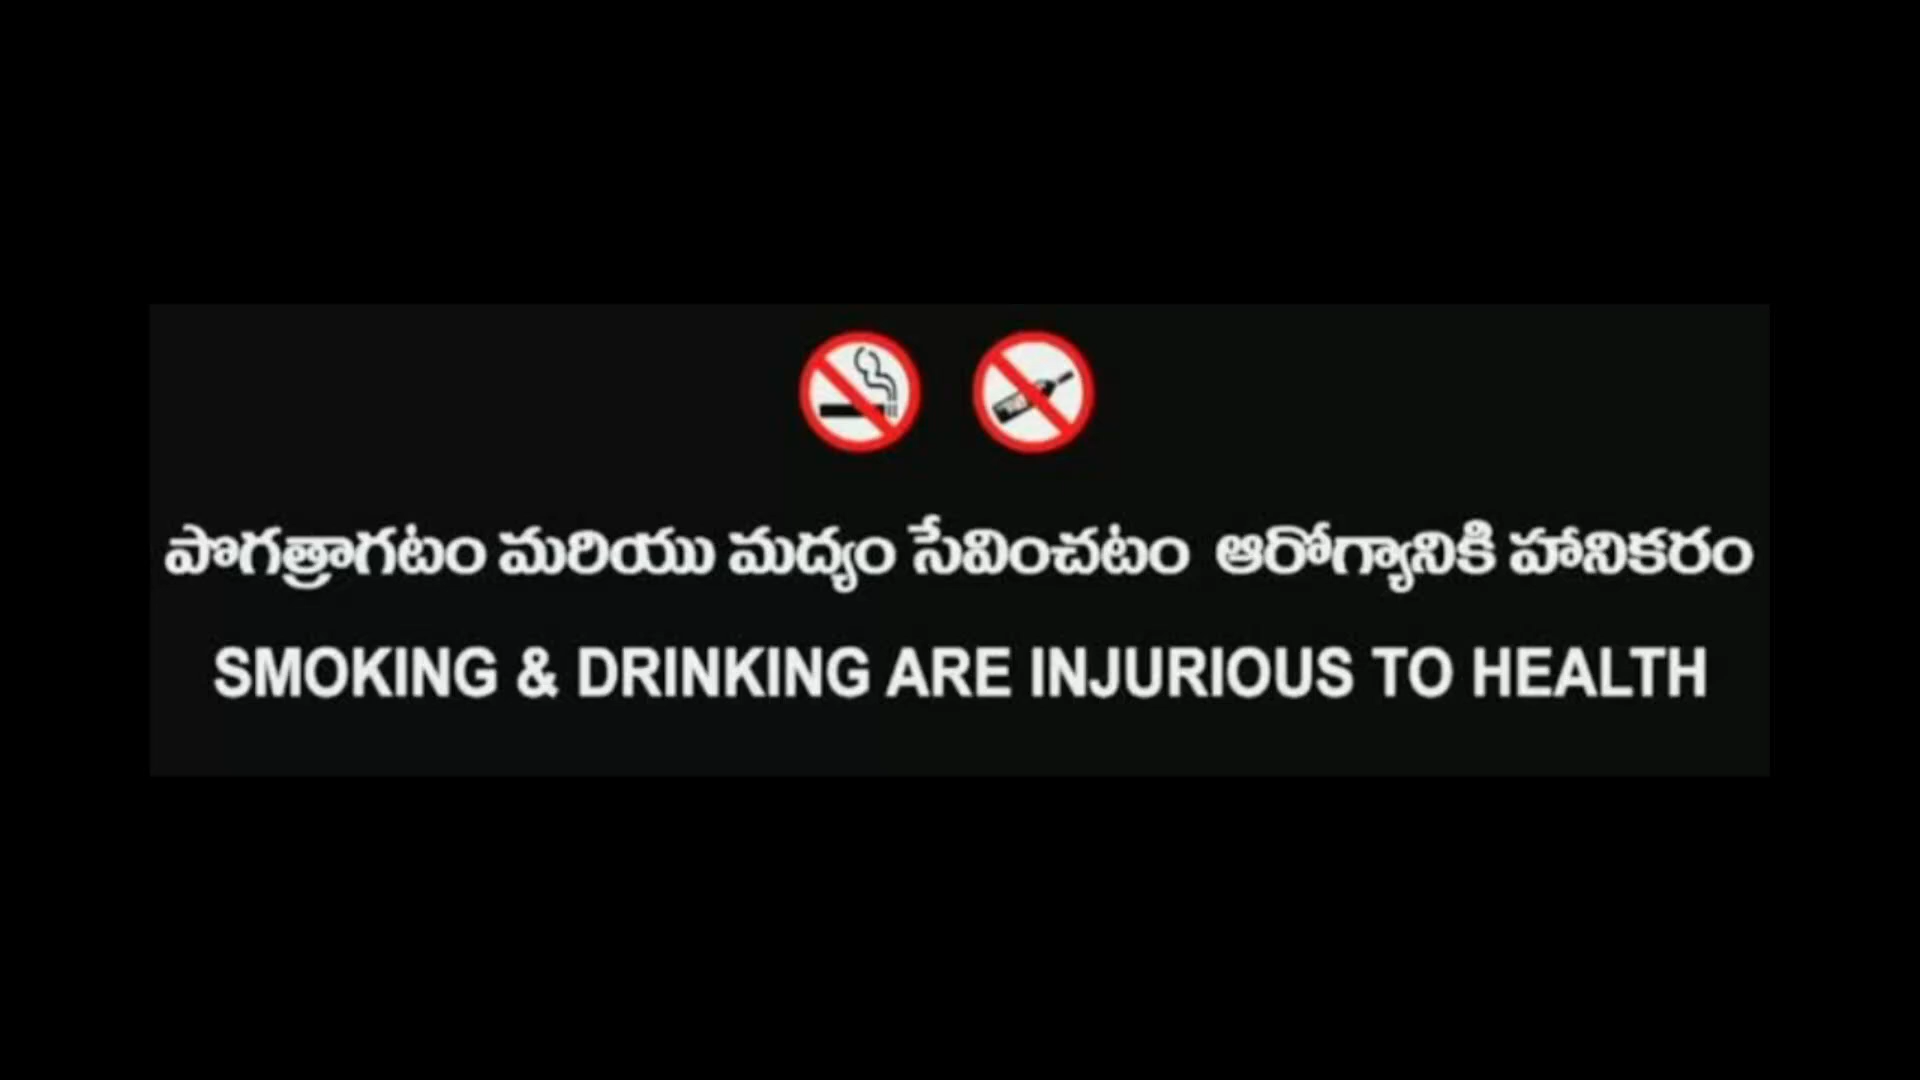 పొగత్రాగటం మరియు మద్యం సేవించటం ఆరోగ్యానికి హానికరం
SMOKING & DRINKING ARE INJURIOUS TO HEALTH